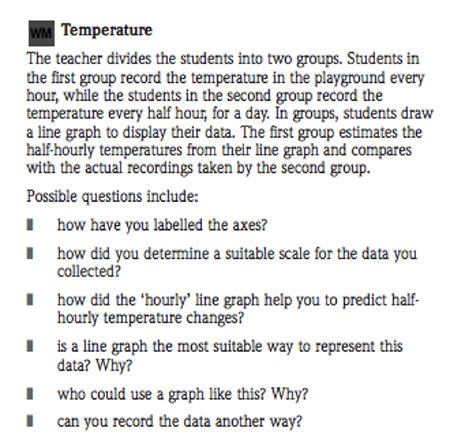 WM Temperature
The teacher divides the students into two groups. Students in
the first group record the temperature in the playground every
hour, while the students in the second group record the
temperature every half hour, for a day. In groups, students draw
a line graph to display their data. The first group estimates the
half-hourly temperatures from their line graph and compares
with the actual recordings taken by the second group.
Possible questions include:
how have you labelled the axes?
how did you determine a suitable scale for the data you
collected?
how did the ‘hourly’ line graph help you to predict half-
hourly temperature changes?
is a line graph the most suitable way to represent this
data? Why?
who could use a graph like this? Why?
can you record the data another way?